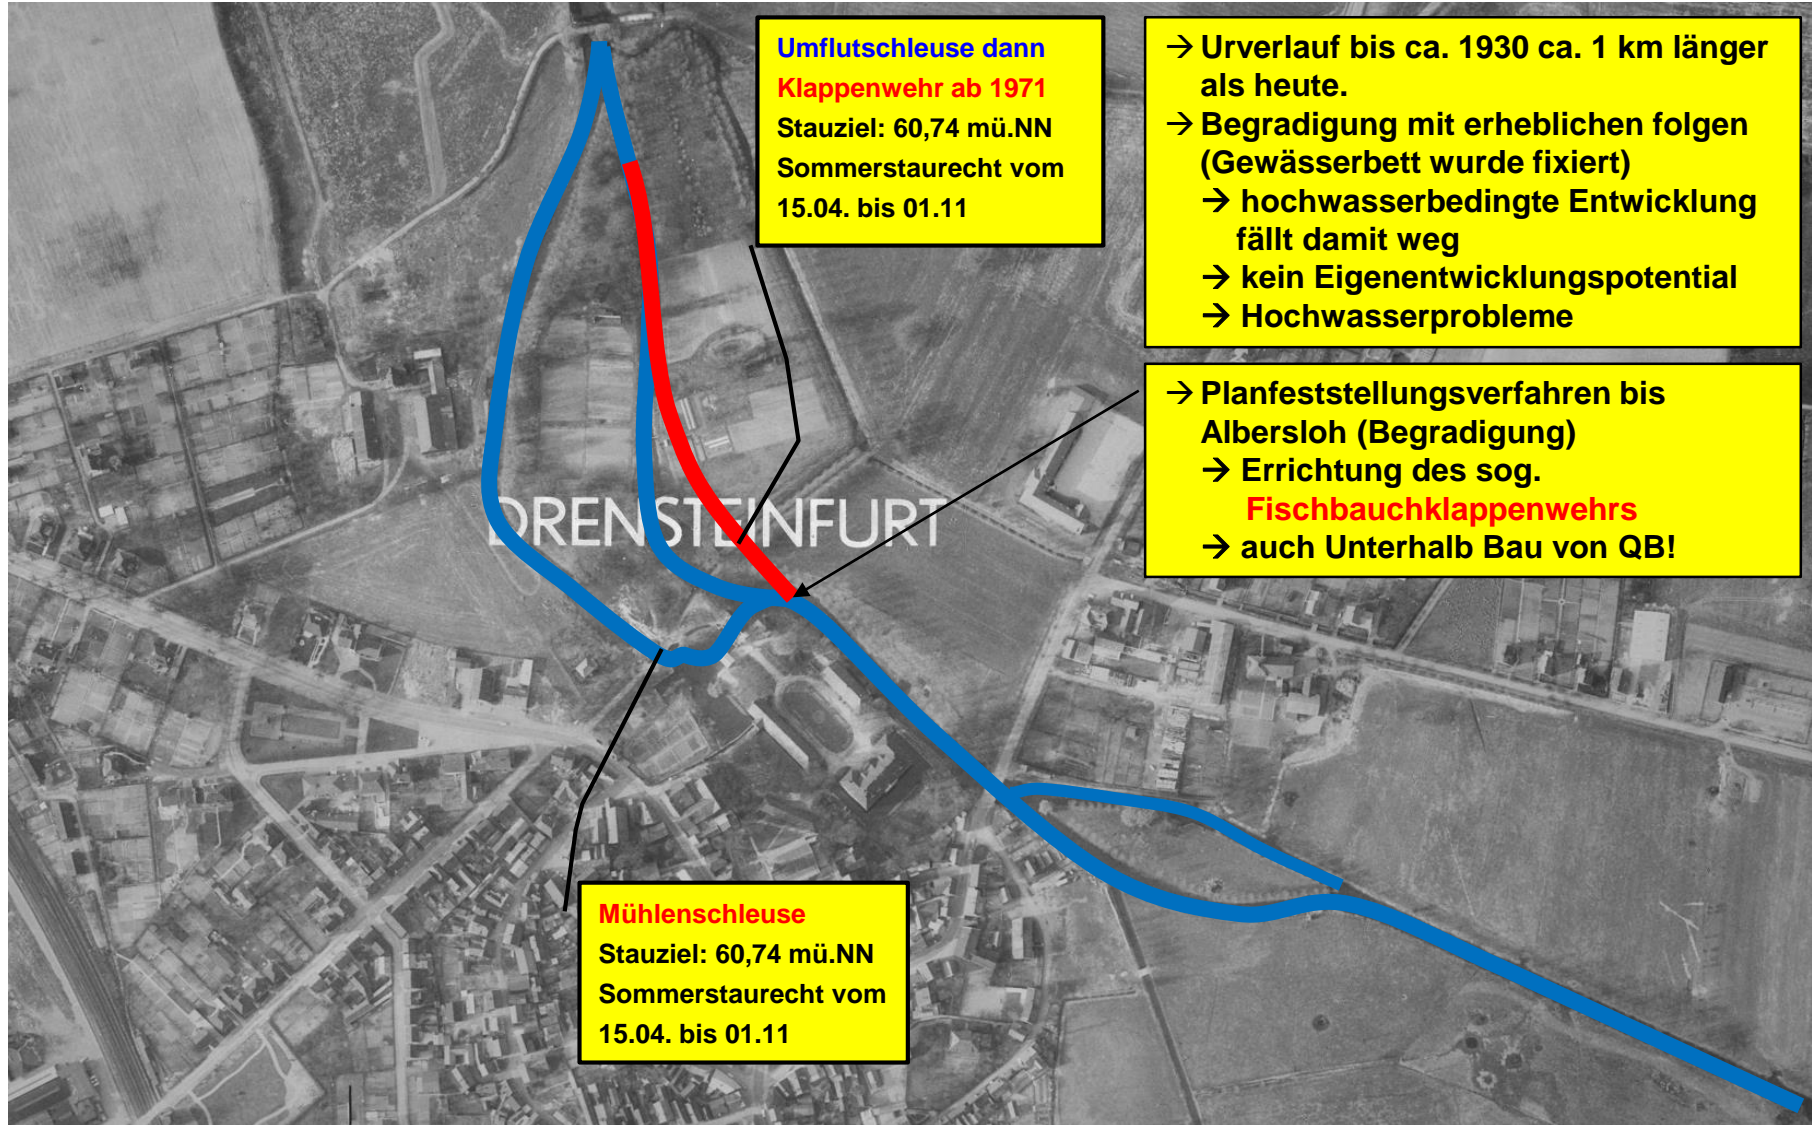 Umflutschleuse dann
Klappenwehr ab 1971
Stauziel: 60,74 mü.NN
Sommerstaurecht vom
15.04. bis 01.11
→ Urverlauf bis ca. 1930 ca. 1 km länger
als heute.
→ Begradigung mit erheblichen folgen
(Gewässerbett wurde fixiert)
→ hochwasserbedingte Entwicklung
fällt damit weg
→ kein Eigenentwicklungspotential
→ Hochwasserprobleme
→ Planfeststellungsverfahren bis
Albersloh (Begradigung)
→ Errichtung des sog.
Fischbauchklappenwehrs
→ auch Unterhalb Bau von QB!
DRENSTEINFURT
Mühlenschleuse
Stauziel: 60,74 mü.NN
Sommerstaurecht vom
15.04. bis 01.11